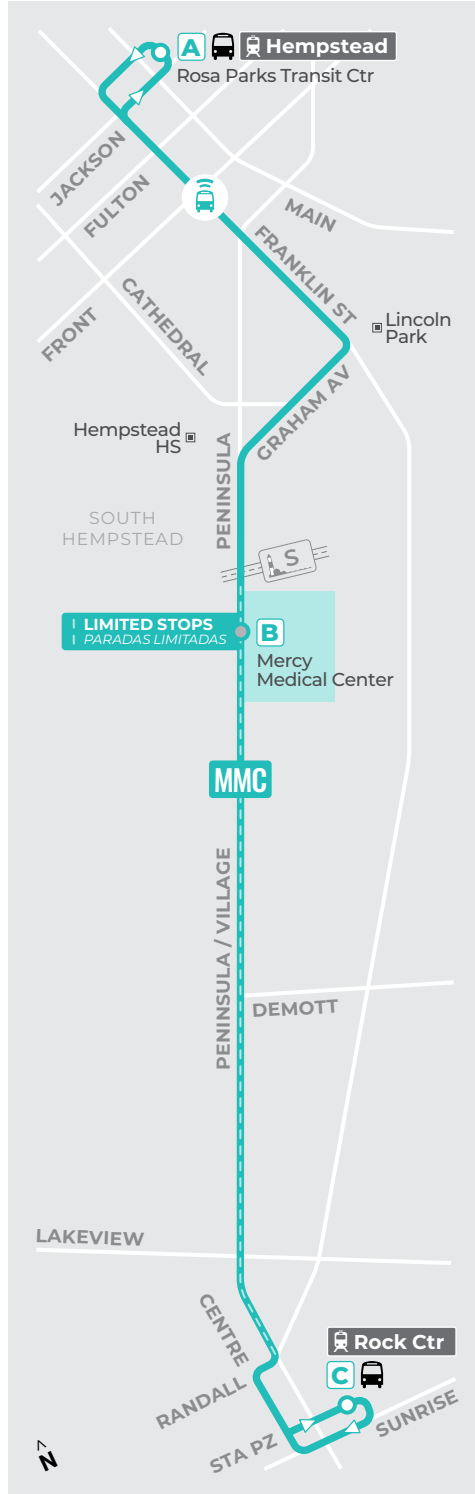 A Hempstead
Rosa Parks Transit Ctr
JACKSON
FULTON
MAIN
FRANKLIN ST
CATHEDRAL
FRONT
Lincoln
Park
GRAHAM AV
Hempstead
HS
PENINSULA
SOUTH
HEMPSTEAD
S
LIMITED STOPS
PARADAS LIMITADAS
B
Mercy
Medical Center
MMC
PENINSULA / VILLAGE
DEMOTT
LAKEVIEW
CENTRE
Rock Ctr
C
RANDALL
SUNRISE
STA PZ
N